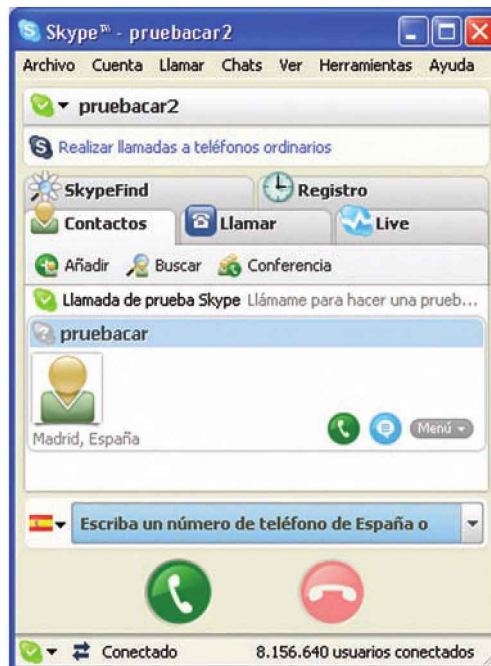 Skype™ - pruebacar2
Archivo Cuenta Llamar Chats Ver Herramientas Ayuda
pruebacar2
Realizar llamadas a teléfonos ordinarios
SkypeFind Registro
Contactos Llamar Live
Añadir Buscar Conferencia
Llamada de prueba Skype Llámame para hacer una prueb...
pruebacar
Madrid, España
Menú
Escriba un número de teléfono de España o
Conectado 8.156.640 usuarios conectados